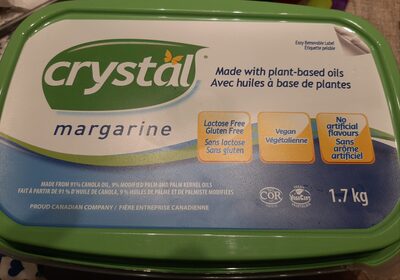 Easy Removable Label
Étiquette pelable
crystal
margarine
Made with plant-based oils
Avec huiles à base de plantes
Lactose Free
Gluten Free
Sans lactose
Sans gluten
Vegan
Végétalienne
No
artificial
flavours
Sans
arôme
artificiel
MADE FROM 91% CANOLA OIL, 9% MODIFIED PALM AND PALM KERNEL OILS
FAIT À PARTIR DE 91 % D'HUILE DE CANOLA, 9 % HUILES DE PALME ET DE PALMISTE MODIFIÉES
PROUD CANADIAN COMPANY / FIÈRE ENTREPRISE CANADIENNE
COR
VEGECERT
1.7 kg